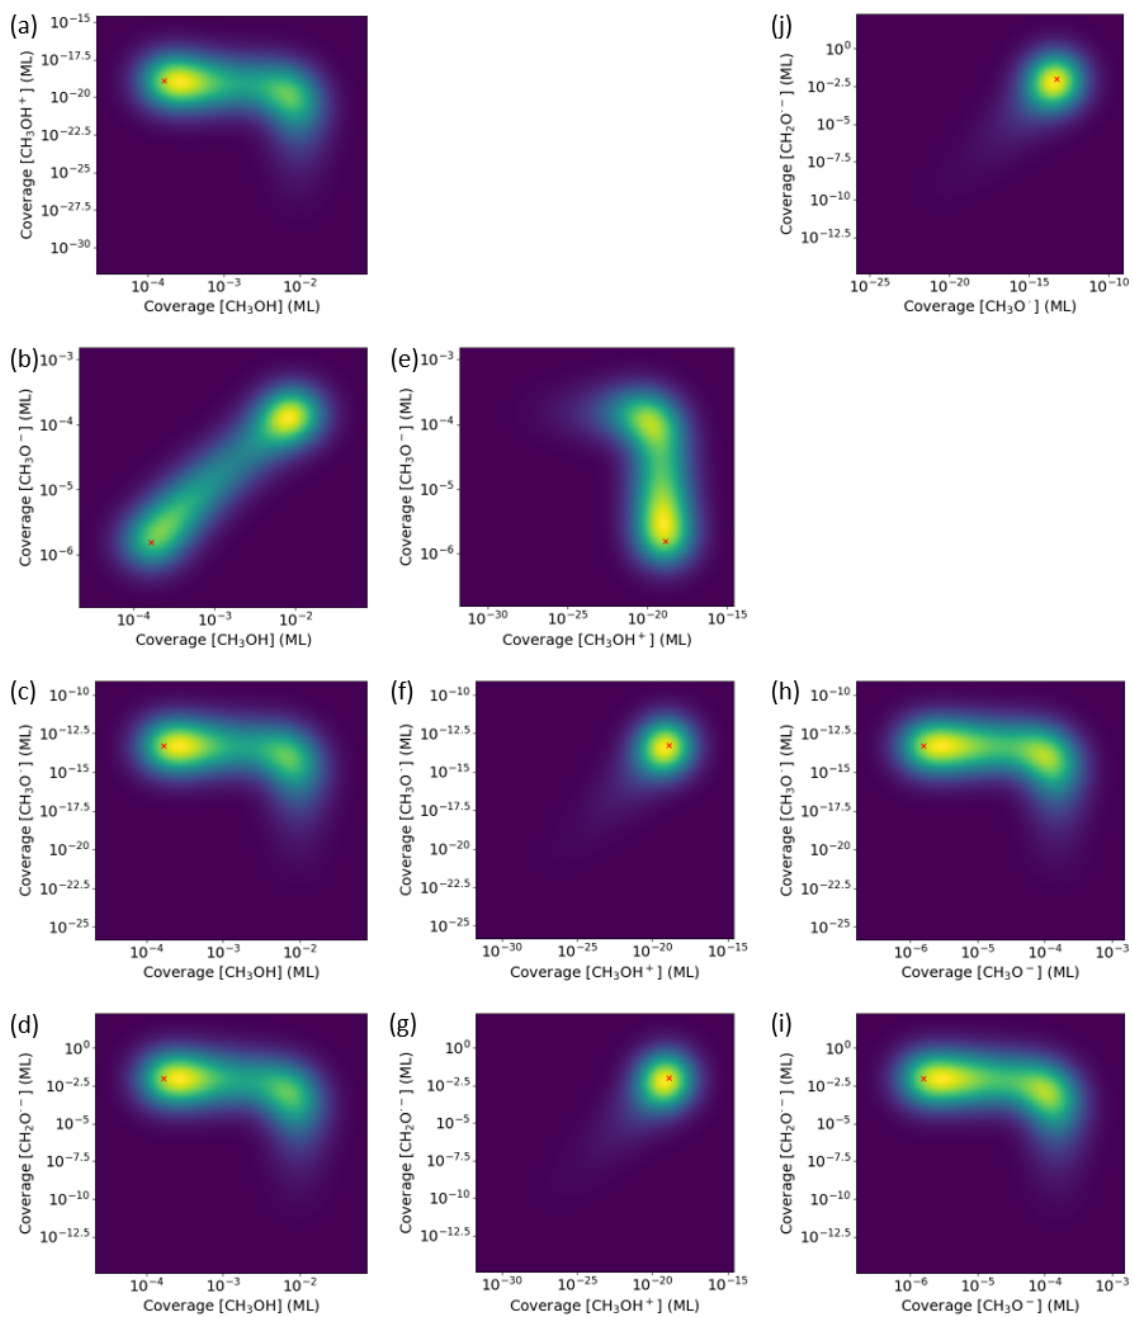 (a)
10⁻¹⁵
10⁻¹⁷·⁵
10⁻²⁰
10⁻²²·⁵
10⁻²⁵
10⁻²⁷·⁵
10⁻³⁰
Coverage [CH₃OH⁺] (ML)
10⁻⁴ 10⁻³ 10⁻²
Coverage [CH₃OH] (ML)
(j)
10⁰
10⁻²·⁵
10⁻⁵
10⁻⁷·⁵
10⁻¹⁰
10⁻¹²·⁵
Coverage [CH₂O˙⁻] (ML)
10⁻²⁵ 10⁻²⁰ 10⁻¹⁵ 10⁻¹⁰
Coverage [CH₃O˙] (ML)
(b)
10⁻³
10⁻⁴
10⁻⁵
10⁻⁶
Coverage [CH₃O⁻] (ML)
10⁻⁴ 10⁻³ 10⁻²
Coverage [CH₃OH] (ML)
(e)
10⁻³
10⁻⁴
10⁻⁵
10⁻⁶
Coverage [CH₃O⁻] (ML)
10⁻³⁰ 10⁻²⁵ 10⁻²⁰ 10⁻¹⁵
Coverage [CH₃OH⁺] (ML)
(c)
10⁻¹⁰
10⁻¹²·⁵
10⁻¹⁵
10⁻¹⁷·⁵
10⁻²⁰
10⁻²²·⁵
10⁻²⁵
Coverage [CH₃O˙] (ML)
10⁻⁴ 10⁻³ 10⁻²
Coverage [CH₃OH] (ML)
(f)
10⁻¹⁰
10⁻¹²·⁵
10⁻¹⁵
10⁻¹⁷·⁵
10⁻²⁰
10⁻²²·⁵
10⁻²⁵
Coverage [CH₃O˙] (ML)
10⁻³⁰ 10⁻²⁵ 10⁻²⁰ 10⁻¹⁵
Coverage [CH₃OH⁺] (ML)
(h)
10⁻¹⁰
10⁻¹²·⁵
10⁻¹⁵
10⁻¹⁷·⁵
10⁻²⁰
10⁻²²·⁵
10⁻²⁵
Coverage [CH₃O˙] (ML)
10⁻⁶ 10⁻⁵ 10⁻⁴ 10⁻³
Coverage [CH₃O⁻] (ML)
(d)
10⁰
10⁻²·⁵
10⁻⁵
10⁻⁷·⁵
10⁻¹⁰
10⁻¹²·⁵
Coverage [CH₂O˙⁻] (ML)
10⁻⁴ 10⁻³ 10⁻²
Coverage [CH₃OH] (ML)
(g)
10⁰
10⁻²·⁵
10⁻⁵
10⁻⁷·⁵
10⁻¹⁰
10⁻¹²·⁵
Coverage [CH₂O˙⁻] (ML)
10⁻³⁰ 10⁻²⁵ 10⁻²⁰ 10⁻¹⁵
Coverage [CH₃OH⁺] (ML)
(i)
10⁰
10⁻²·⁵
10⁻⁵
10⁻⁷·⁵
10⁻¹⁰
10⁻¹²·⁵
Coverage [CH₂O˙⁻] (ML)
10⁻⁶ 10⁻⁵ 10⁻⁴ 10⁻³
Coverage [CH₃O⁻] (ML)